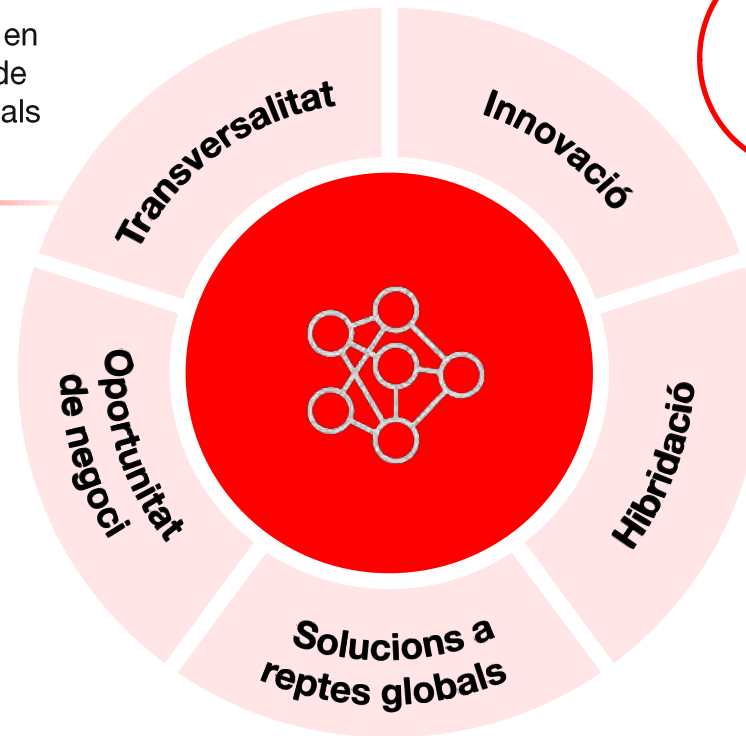 en
de
als
Transversalitat
Innovació
Hibridació
Solucions a
reptes globals
Oportunitat
de negoci